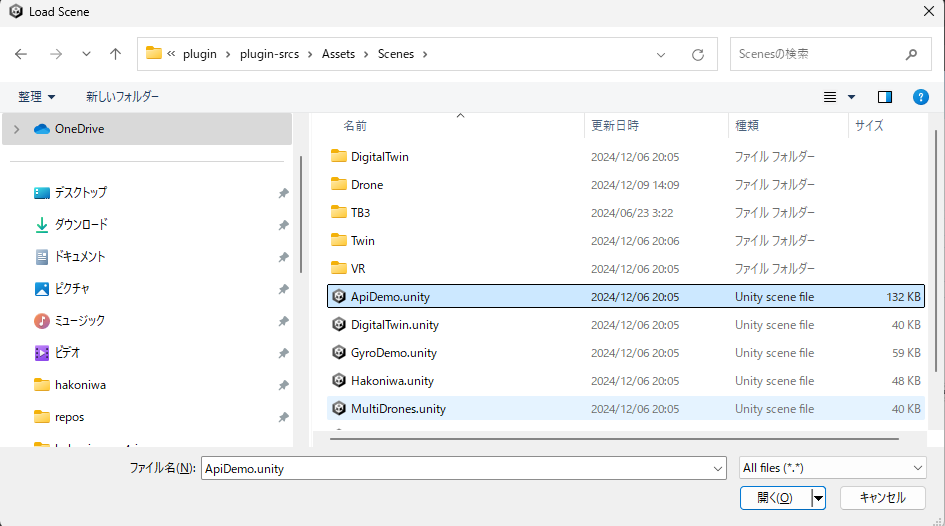 Load Scene
« plugin › plugin-srcs › Assets › Scenes ›
Scenesの検索
整理 新しいフォルダー
OneDrive
デスクトップ
ダウンロード
ドキュメント
ピクチャ
ミュージック
ビデオ
hakoniwa
repos
名前 更新日時 種類 サイズ
DigitalTwin 2024/12/06 20:05 ファイル フォルダー
Drone 2024/12/09 14:09 ファイル フォルダー
TB3 2024/06/23 3:22 ファイル フォルダー
Twin 2024/12/06 20:06 ファイル フォルダー
VR 2024/12/06 20:05 ファイル フォルダー
ApiDemo.unity 2024/12/06 20:05 Unity scene file 132 KB
DigitalTwin.unity 2024/12/06 20:05 Unity scene file 40 KB
GyroDemo.unity 2024/12/06 20:05 Unity scene file 59 KB
Hakoniwa.unity 2024/12/06 20:05 Unity scene file 48 KB
MultiDrones.unity 2024/12/06 20:05 Unity scene file 40 KB
ファイル名(N): ApiDemo.unity
All files (*.*)
開く(O) キャンセル